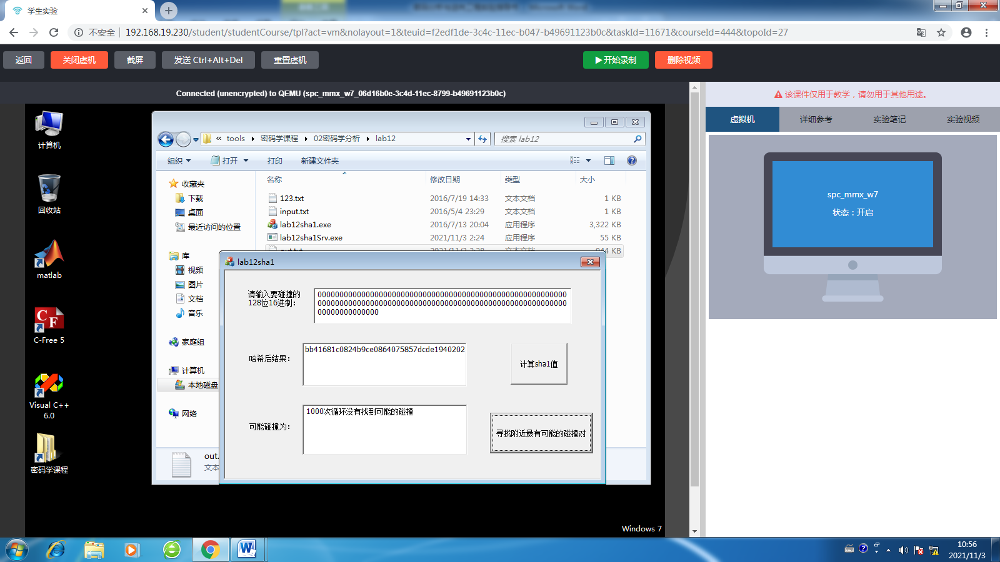 学生实验
不安全
192.168.19.230/student/studentCourse/tpl?act=vm&nolayout=1&teuid=f2edf1de-3c4c-11ec-b047-b49691123b0c&taskId=11671&courseId=444&topoId=27
返回
关闭虚机
截屏
发送 Ctrl+Alt+Del
重置虚机
开始录制
删除视频
Connected (unencrypted) to QEMU (spc_mmx_w7_06d16b0e-3c4d-11ec-8799-b49691123b0c)
该课件仅用于教学，请勿用于其他用途。
虚拟机
详细参考
实验笔记
实验视频
spc_mmx_w7
状态：开启
计算机
回收站
matlab
C-Free 5
Visual C++
6.0
密码学课程
« tools
密码学课程
02密码学分析
lab12
搜索 lab12
组织
打开
打印
新建文件夹
收藏夹
下载
桌面
最近访问的位置
库
视频
图片
文档
音乐
家庭组
计算机
本地磁盘
网络
名称
修改日期
类型
大小
123.txt 2016/7/19 14:33 文本文档 1 KB
input.txt 2016/5/4 23:29 文本文档 1 KB
lab12sha1.exe 2016/7/13 20:04 应用程序 3,322 KB
lab12sha1Srv.exe 2021/11/3 2:24 应用程序 55 KB
out.txt 2021/11/3 2:28 文本文档 944 KB
out.
文本
lab12sha1
请输入要碰撞的
128位16进制：
000000000000000000000000000000000000000000000000000000000
000000000000000000000000000000000000000000000000000000000
00000000000000
哈希后结果：
bb41681c0824b9ce0864075857dcde1940202
计算sha1值
可能碰撞为：
1000次循环没有找到可能的碰撞
寻找附近最有可能的碰撞对
Windows 7
10:56
2021/11/3